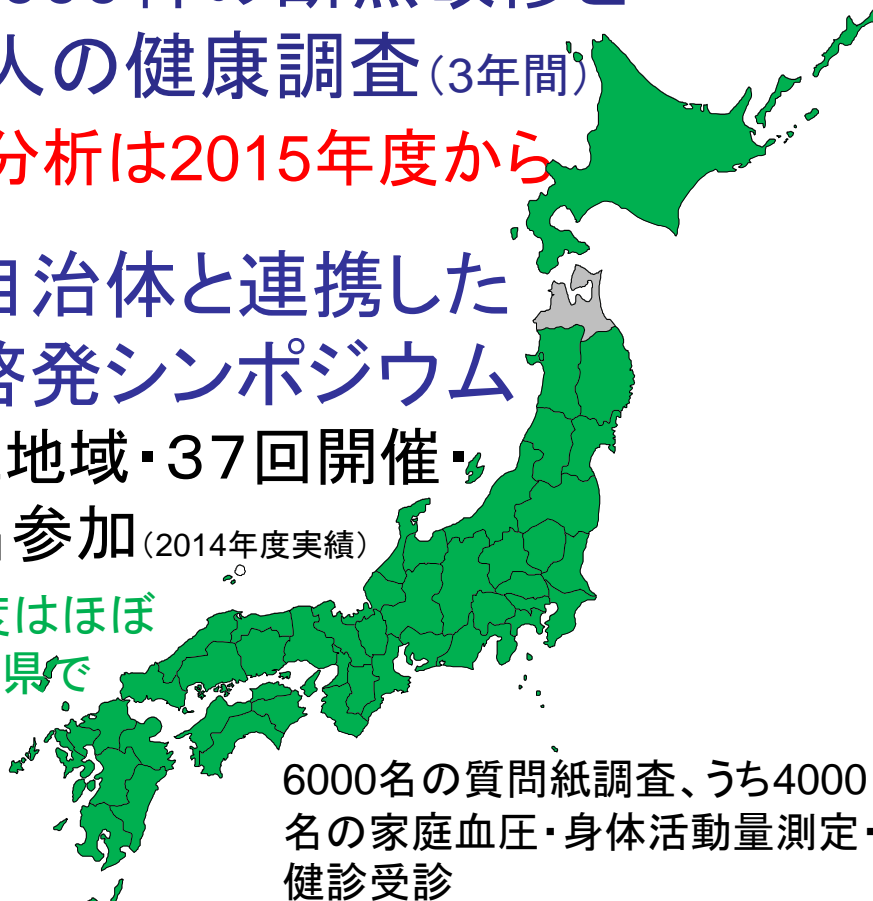 人の健康調査（3年間）
分析は2015年度から
自治体と連携した
啓発シンポジウム
地域・37回開催・
参加（2014年度実績）
度はほぼ
県で
6000名の質問紙調査、うち4000
名の家庭血圧・身体活動量測定・
健診受診